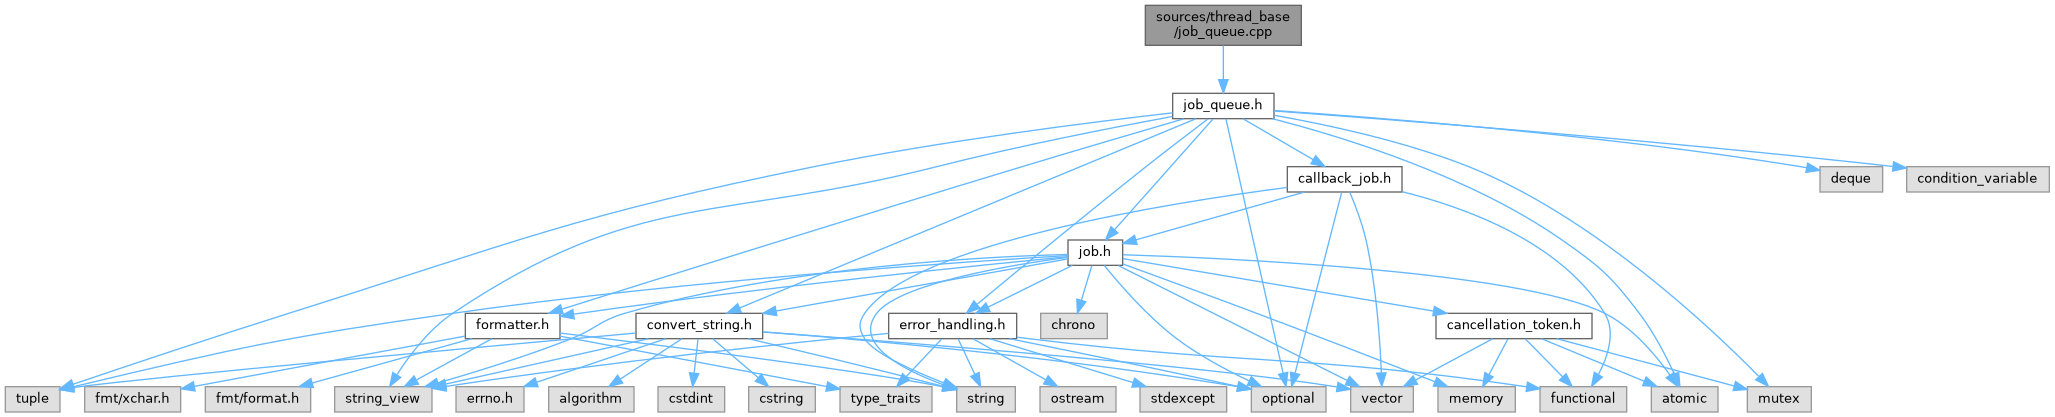 sources/thread_base
/job_queue.cpp
job_queue.h
callback_job.h
deque
condition_variable
job.h
formatter.h
convert_string.h
error_handling.h
chrono
cancellation_token.h
tuple
fmt/xchar.h
fmt/format.h
string_view
errno.h
algorithm
cstdint
cstring
type_traits
string
ostream
stdexcept
optional
vector
memory
functional
atomic
mutex